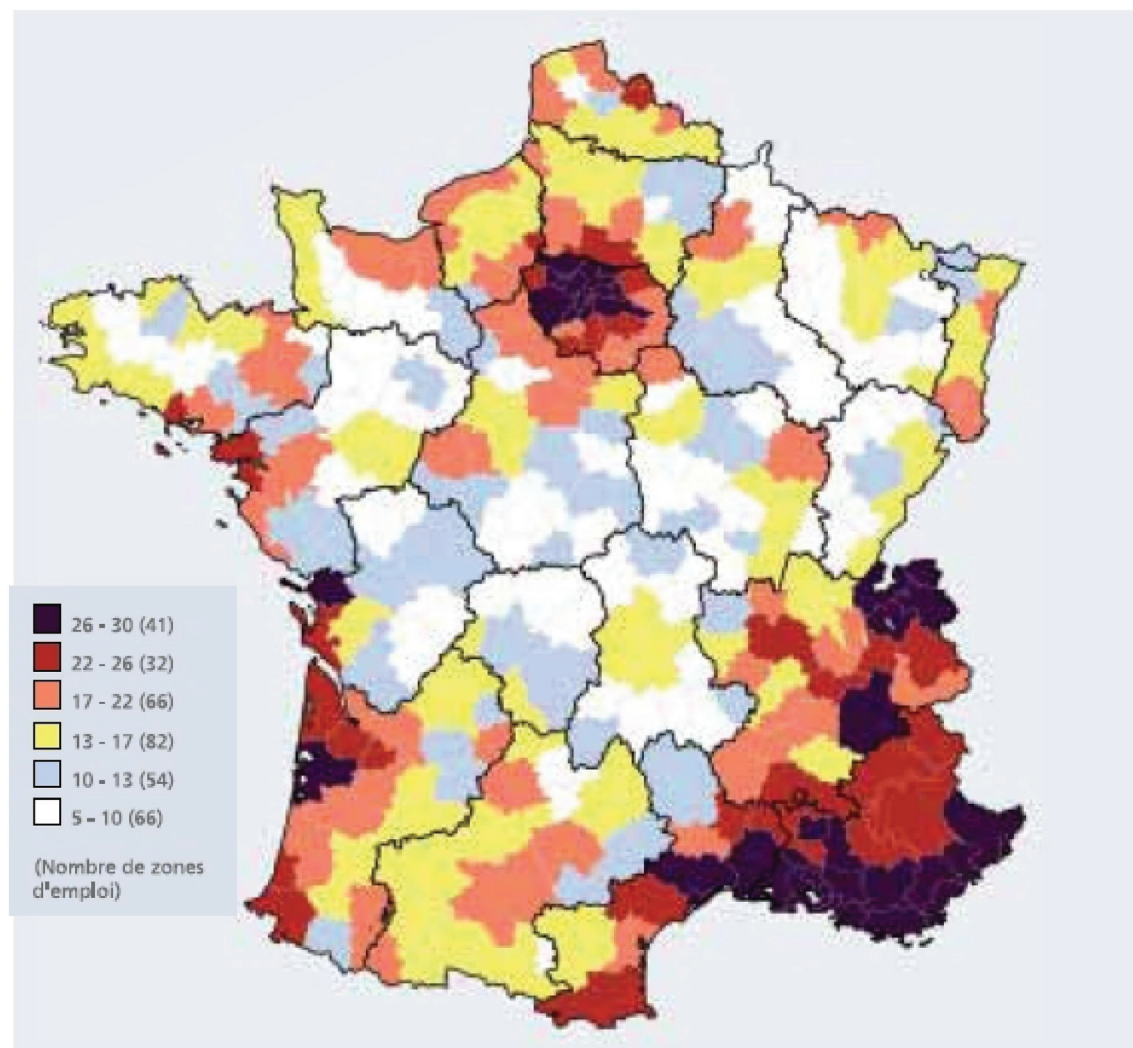 26 - 30 (41)
22 - 26 (32)
17 - 22 (66)
13 - 17 (82)
10 - 13 (54)
5 - 10 (66)
(Nombre de zones
d'emploi)